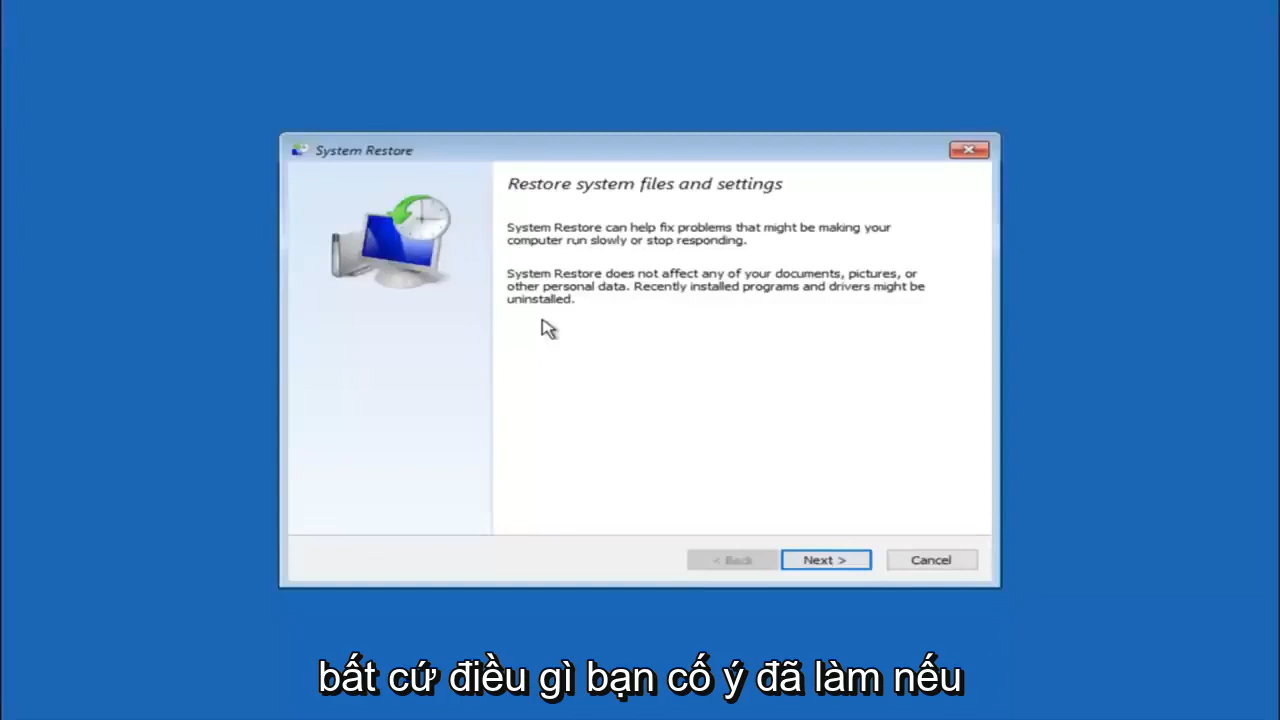 System Restore
Restore system files and settings
System Restore can help fix problems that might be making your
computer run slowly or stop responding.
System Restore does not affect any of your documents, pictures, or
other personal data. Recently installed programs and drivers might be
uninstalled.
< Back
Next >
Cancel
bất cứ điều gì bạn cố ý đã làm nếu